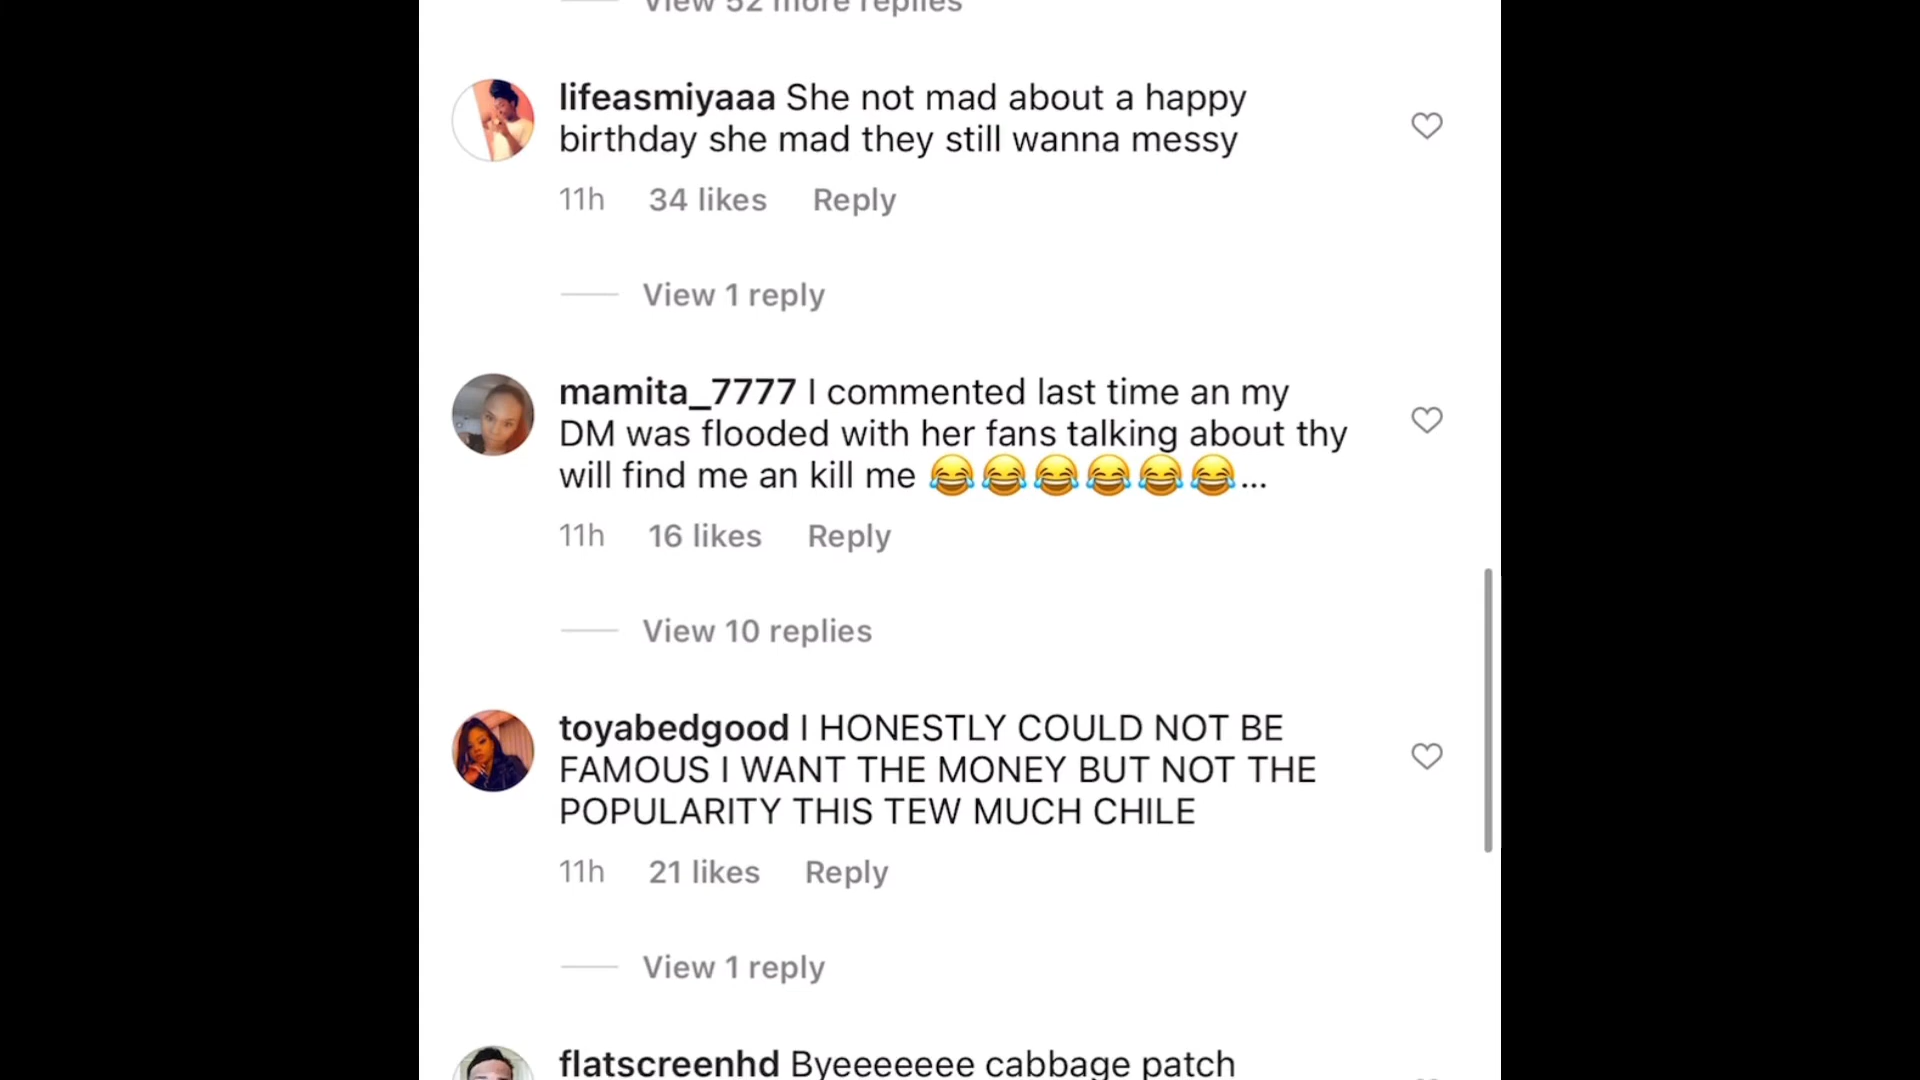 View 52 more replies
lifeasmiyaaa She not mad about a happy
birthday she mad they still wanna messy
11h 34 likes Reply
View 1 reply
mamita_7777 I commented last time an my
DM was flooded with her fans talking about thy
will find me an kill me 😂😂😂😂😂😂...
11h 16 likes Reply
View 10 replies
toyabedgood I HONESTLY COULD NOT BE
FAMOUS I WANT THE MONEY BUT NOT THE
POPULARITY THIS TEW MUCH CHILE
11h 21 likes Reply
View 1 reply
flatscreenhd Byeeeeeee cabbage patch